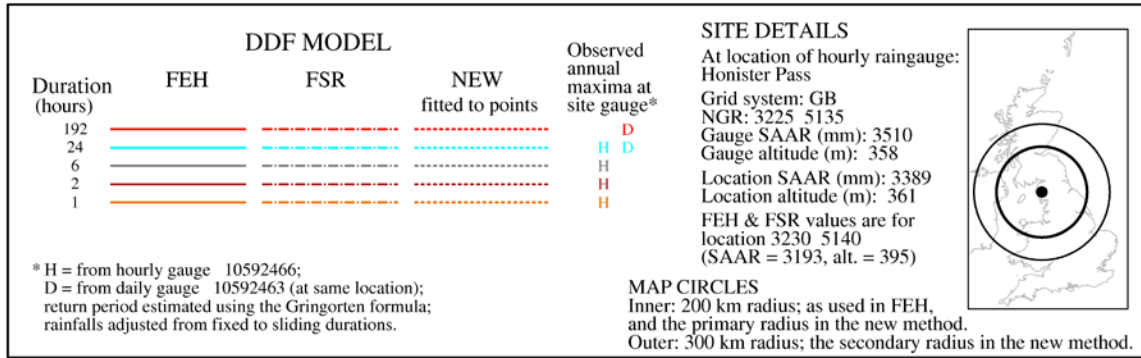 DDF MODEL
Duration
(hours)
FEH
FSR
NEW
fitted to points
Observed
annual
maxima at
site gauge*
192
D
24
H D
6
H
2
H
1
H
* H = from hourly gauge 10592466;
D = from daily gauge 10592463 (at same location);
return period estimated using the Gringorten formula;
rainfalls adjusted from fixed to sliding durations.
SITE DETAILS
At location of hourly raingauge:
Honister Pass
Grid system: GB
NGR: 3225 5135
Gauge SAAR (mm): 3510
Gauge altitude (m): 358
Location SAAR (mm): 3389
Location altitude (m): 361
FEH & FSR values are for
location 3230 5140
(SAAR = 3193, alt. = 395)
MAP CIRCLES
Inner: 200 km radius; as used in FEH,
and the primary radius in the new method.
Outer: 300 km radius; the secondary radius in the new method.